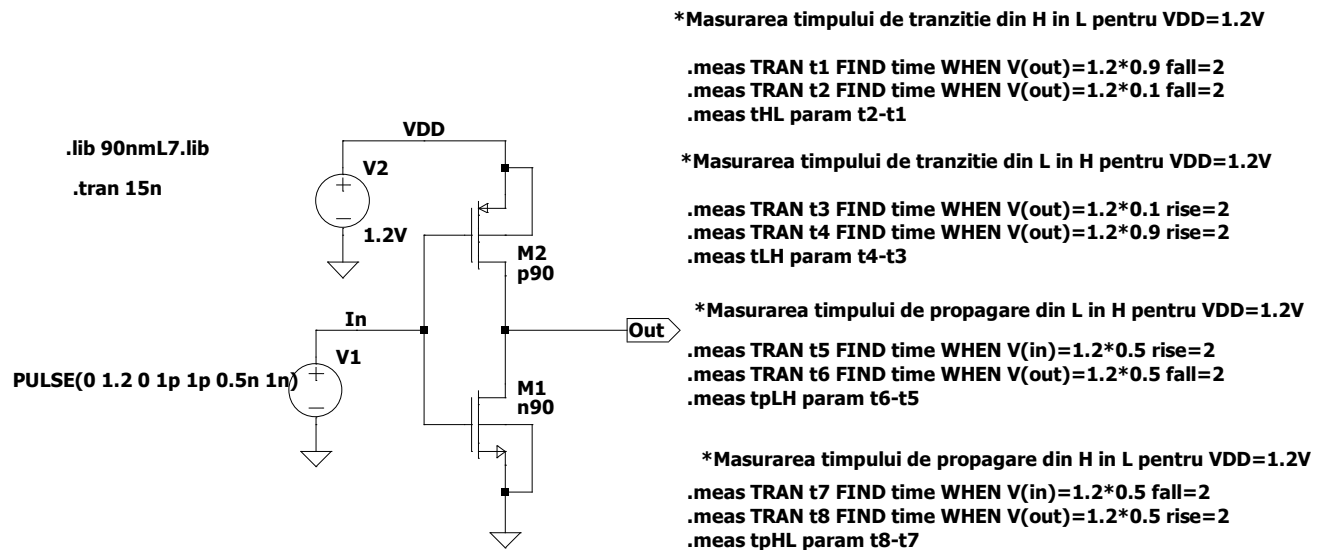 *Masurarea timpului de tranzitie din H in L pentru VDD=1.2V
.meas TRAN t1 FIND time WHEN V(out)=1.2*0.9 fall=2
.meas TRAN t2 FIND time WHEN V(out)=1.2*0.1 fall=2
.meas tHL param t2-t1
*Masurarea timpului de tranzitie din L in H pentru VDD=1.2V
.meas TRAN t3 FIND time WHEN V(out)=1.2*0.1 rise=2
.meas TRAN t4 FIND time WHEN V(out)=1.2*0.9 rise=2
.meas tLH param t4-t3
*Masurarea timpului de propagare din L in H pentru VDD=1.2V
.meas TRAN t5 FIND time WHEN V(in)=1.2*0.5 rise=2
.meas TRAN t6 FIND time WHEN V(out)=1.2*0.5 fall=2
.meas tpLH param t6-t5
*Masurarea timpului de propagare din H in L pentru VDD=1.2V
.meas TRAN t7 FIND time WHEN V(in)=1.2*0.5 fall=2
.meas TRAN t8 FIND time WHEN V(out)=1.2*0.5 rise=2
.meas tpHL param t8-t7
.lib 90nmL7.lib
.tran 15n
VDD
V2
1.2V
M2
p90
In
Out
V1
PULSE(0 1.2 0 1p 1p 0.5n 1n)
M1
n90